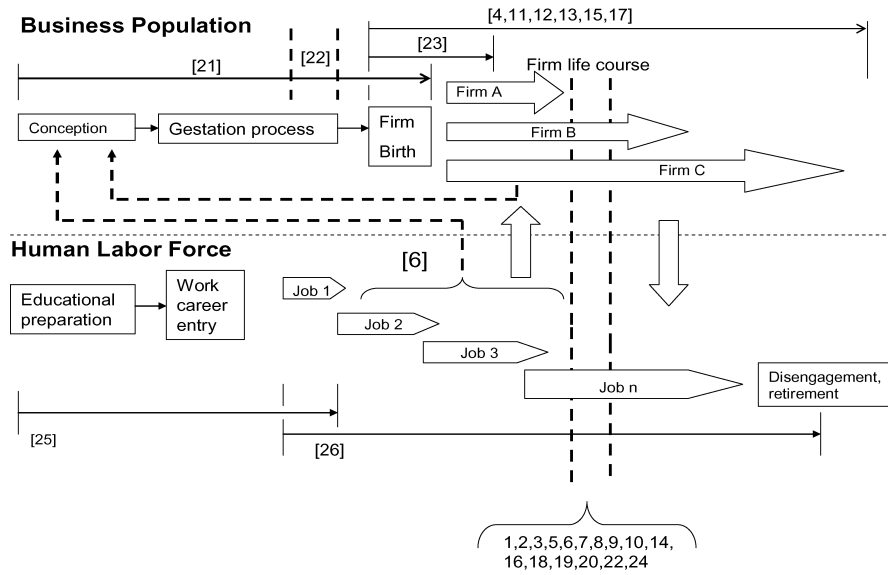 Business Population
[4,11,12,13,15,17]
[23]
[21]
[22]
Firm life course
Firm A
Firm B
Firm C
Conception
Gestation process
Firm
Birth
Human Labor Force
[6]
Educational
preparation
Work
career
entry
Job 1
Job 2
Job 3
Job n
Disengagement,
retirement
[25]
[26]
1,2,3,5,6,7,8,9,10,14,
16,18,19,20,22,24